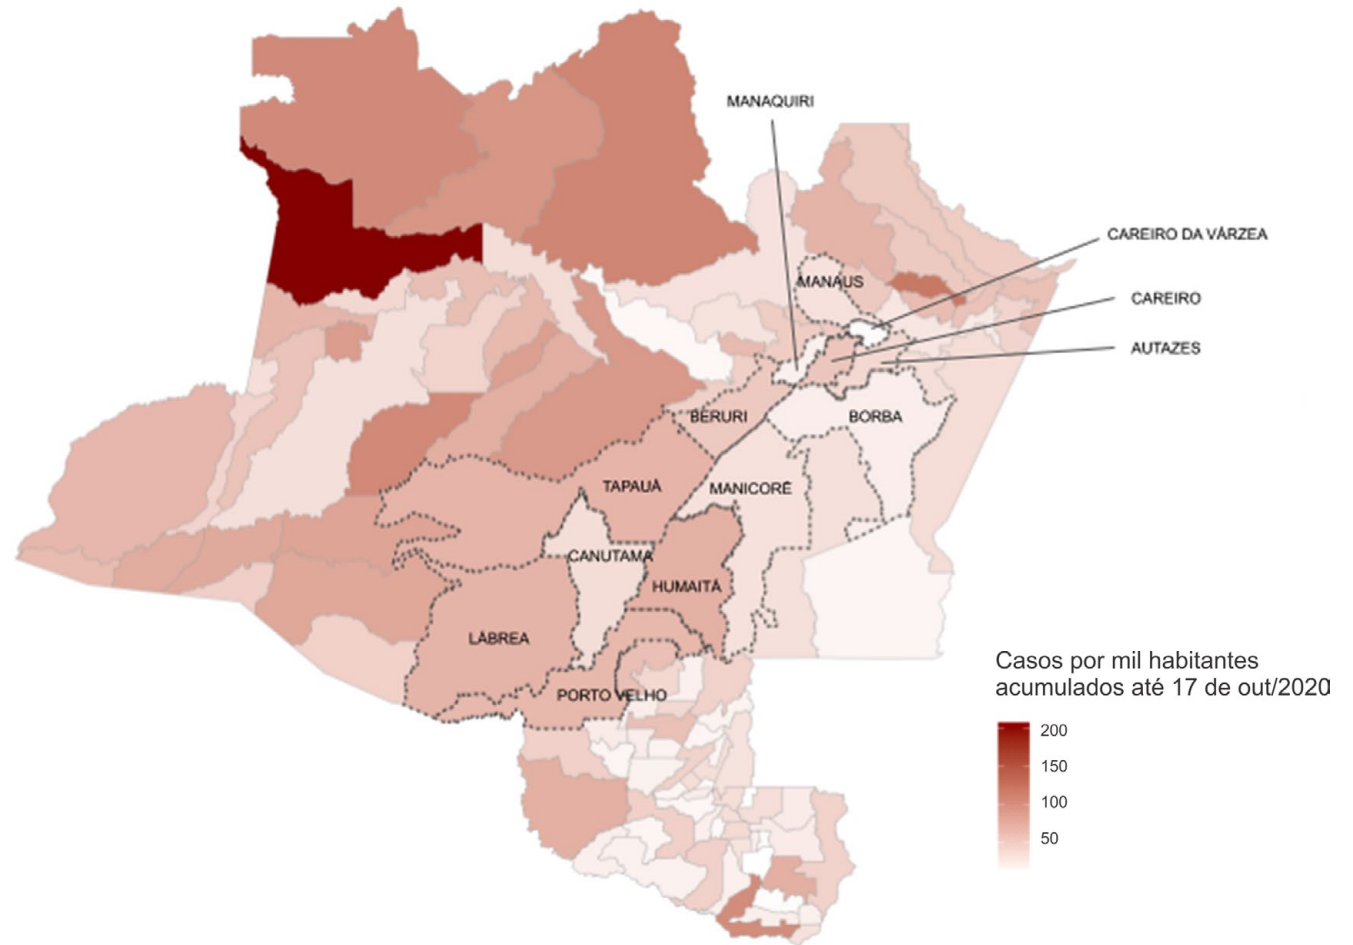 MANAQUIRI
CAREIRO DA VÁRZEA
MANAUS
CAREIRO
AUTAZES
BERURI
BORBA
TAPAUÁ
MANICORÉ
CANUTAMA
HUMAITÁ
LÁBREA
PORTO VELHO
Casos por mil habitantes
acumulados até 17 de out/2020
200
150
100
50